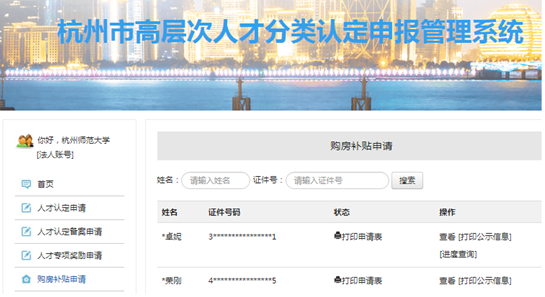 杭州市高层次人才分类认定申报管理系统
你好，杭州师范大学
[法人账号]
首页
人才认定申请
人才认定备案申请
人才专项奖励申请
购房补贴申请
购房补贴申请
姓名： 请输入姓名 证件号： 请输入证件号 搜索
姓名 证件号码 状态 操作
*卓妮 3****************1 打印申请表 查看 [打印公示信息]
[进度查询]
*荣刚 4****************5 打印申请表 查看 [打印公示信息]